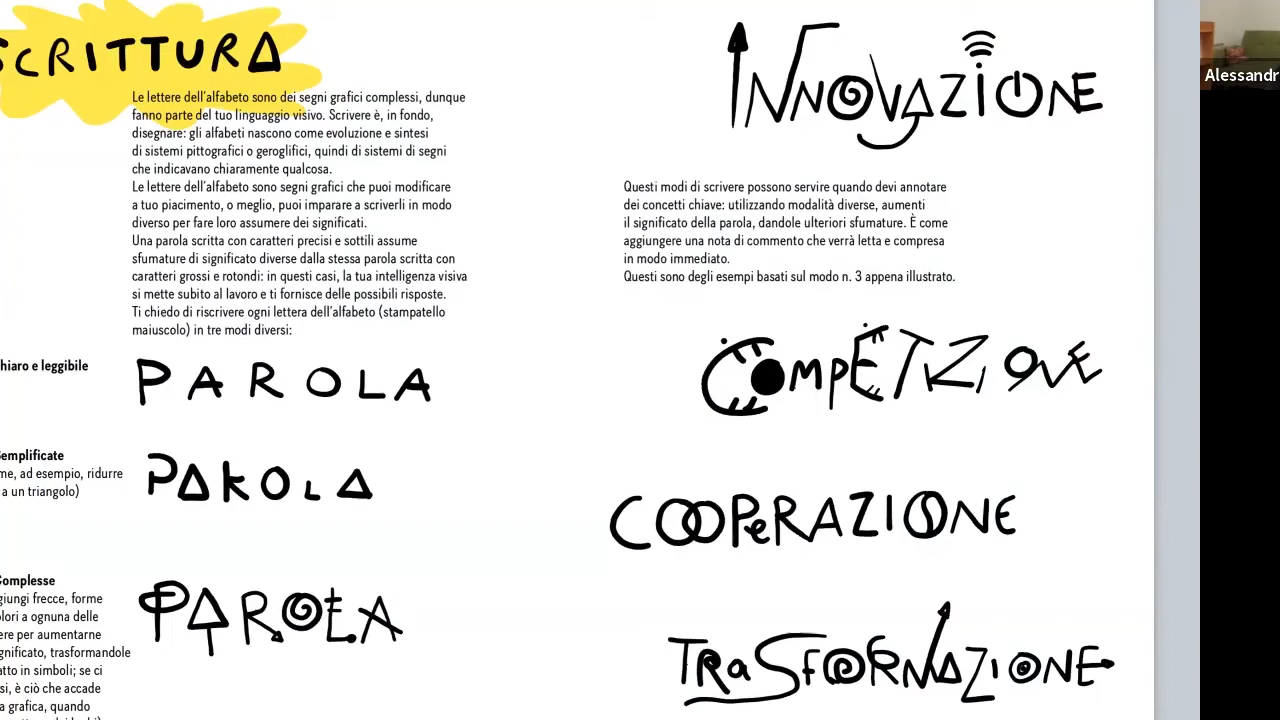 SCRITTURA
Le lettere dell'alfabeto sono dei segni grafici complessi, dunque
fanno parte del tuo linguaggio visivo. Scrivere è, in fondo,
disegnare: gli alfabeti nascono come evoluzione e sintesi
di sistemi pittografici o geroglifici, quindi di sistemi di segni
che indicavano chiaramente qualcosa.
Le lettere dell'alfabeto sono segni grafici che puoi modificare
a tuo piacimento, o meglio, puoi imparare a scriverli in modo
diverso per fare loro assumere dei significati.
Una parola scritta con caratteri precisi e sottili assume
sfumature di significato diverse dalla stessa parola scritta con
caratteri grossi e rotondi: in questi casi, la tua intelligenza visiva
si mette subito al lavoro e ti fornisce delle possibili risposte.
Ti chiedo di riscrivere ogni lettera dell'alfabeto (stampatello
maiuscolo) in tre modi diversi:
hiaro e leggibile
PAROLA
Semplificate
me, ad esempio, ridurre
a un triangolo)
PAROLA
Complesse
giungi frecce, forme
olori a ognuna delle
ere per aumentarne
gnificato, trasformandole
atto in simboli; se ci
si, è ciò che accade
a grafica, quando
PAROLA
INNOVAZIONE
Questi modi di scrivere possono servire quando devi annotare
dei concetti chiave: utilizzando modalità diverse, aumenti
il significato della parola, dandole ulteriori sfumature. È come
aggiungere una nota di commento che verrà letta e compresa
in modo immediato.
Questi sono degli esempi basati sul modo n. 3 appena illustrato.
COMPETIZIONE
COOPeRAZIONE
TRaSFORMAZIONE
Alessandr